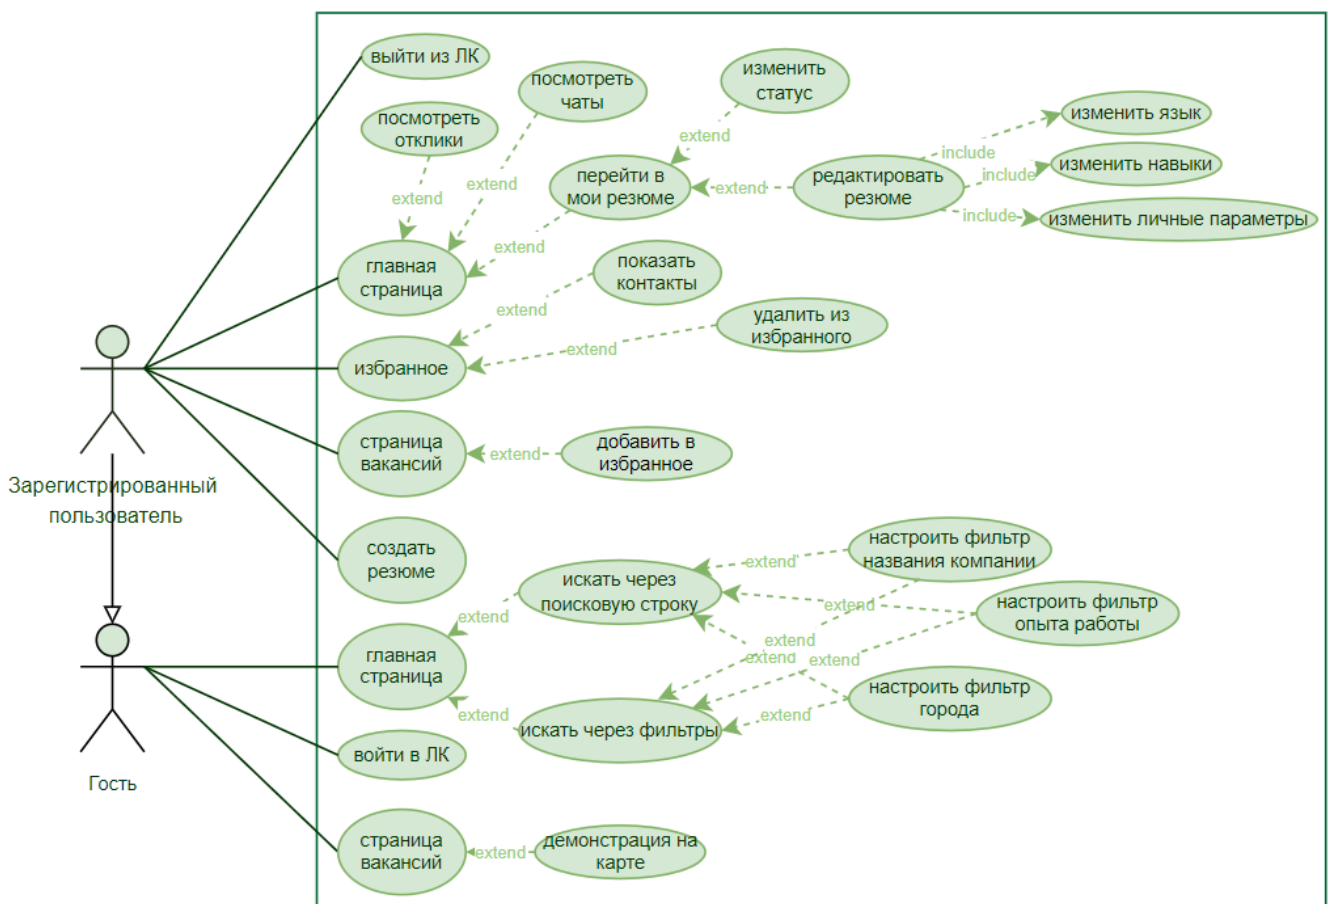 выйти из ЛК
посмотреть
чаты
изменить
статус
посмотреть
отклики
extend
изменить язык
include
изменить навыки
include
перейти в
мои резюме
extend
редактировать
резюме
extend
extend
include
изменить личные параметры
extend
главная
страница
показать
контакты
extend
удалить из
избранного
extend
избранное
страница
вакансий
extend
добавить в
избранное
Зарегистрированный
пользователь
создать
резюме
искать через
поисковую строку
extend
настроить фильтр
названия компании
extend
настроить фильтр
опыта работы
extend
extend
extend
extend
главная
страница
настроить фильтр
города
extend
искать через фильтры
extend
войти в ЛК
Гость
страница
вакансий
extend
демонстрация на
карте